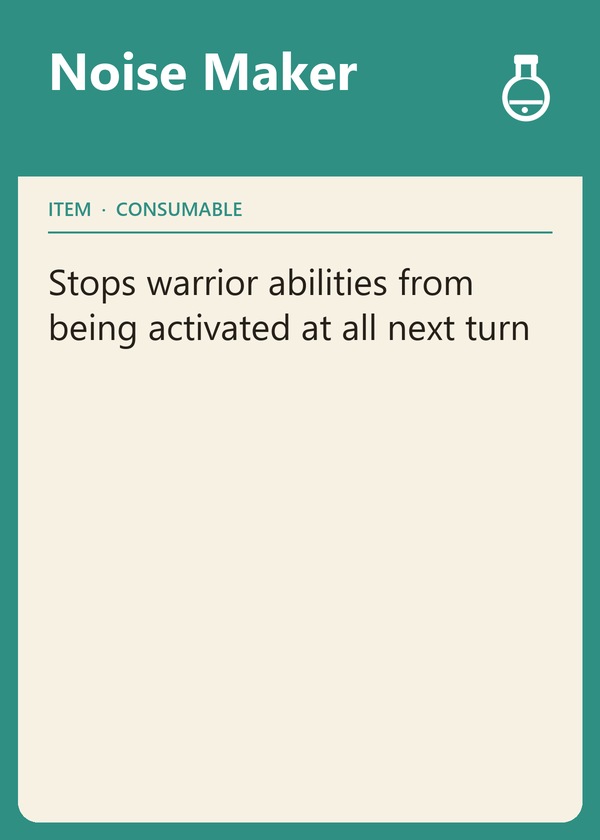 Noise Maker
ITEM · CONSUMABLE
Stops warrior abilities from
being activated at all next turn